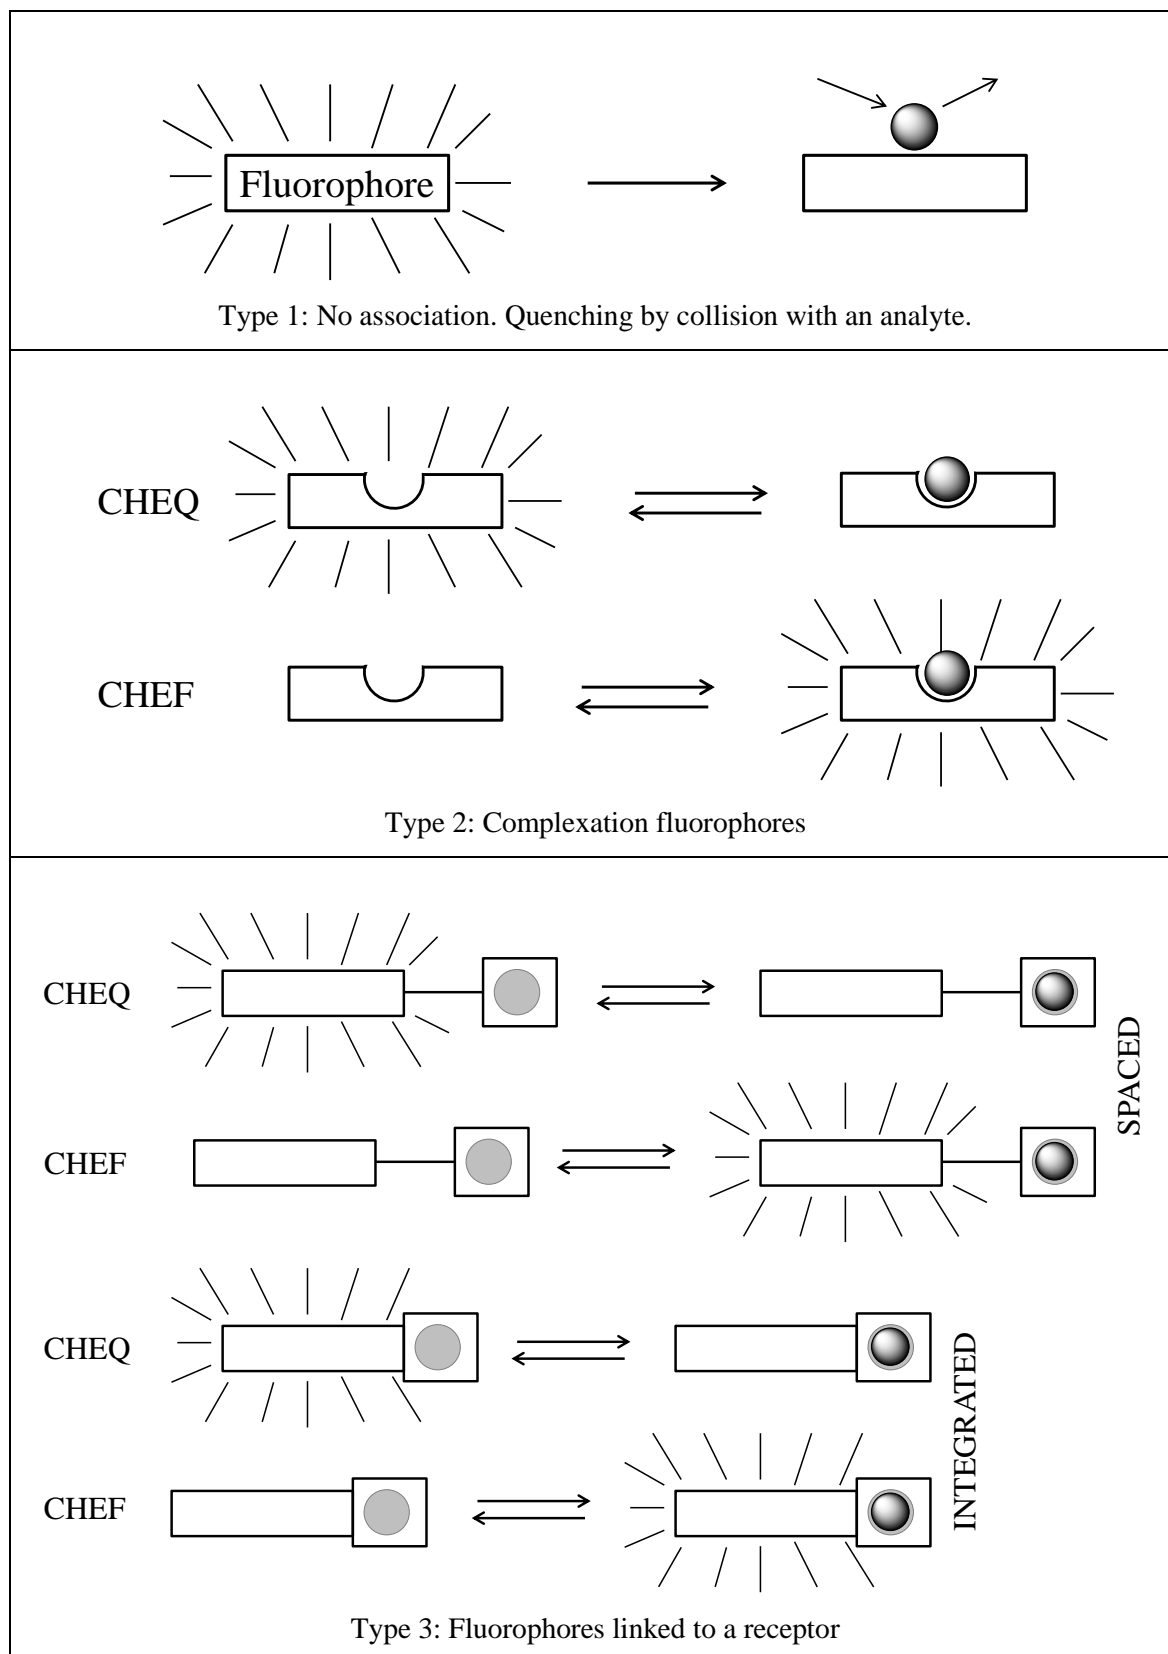 Fluorophore
Type 1: No association. Quenching by collision with an analyte.
CHEQ
CHEF
Type 2: Complexation fluorophores
CHEQ
CHEF
SPACED
CHEQ
CHEF
INTEGRATED
Type 3: Fluorophores linked to a receptor